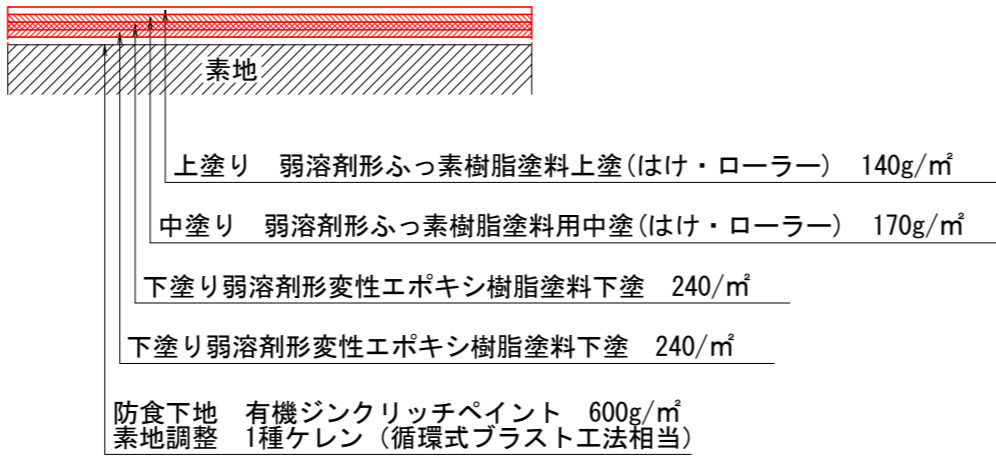 素地
上塗り　弱溶剤形ふっ素樹脂塗料上塗(はけ・ローラー)　140g/㎡
中塗り　弱溶剤形ふっ素樹脂塗料用中塗(はけ・ローラー)　170g/㎡
下塗り弱溶剤形変性エポキシ樹脂塗料下塗　240/㎡
下塗り弱溶剤形変性エポキシ樹脂塗料下塗　240/㎡
防食下地　有機ジンクリッチペイント　600g/㎡
素地調整　1種ケレン（循環式ブラスト工法相当）